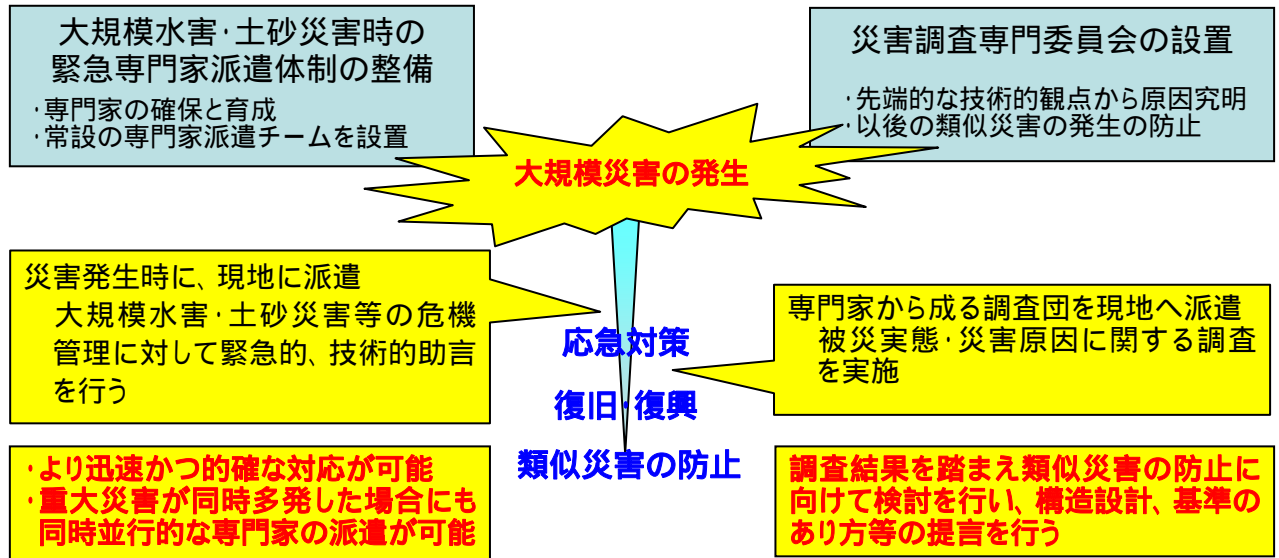 大規模水害・土砂災害時の
緊急専門家派遣体制の整備
・専門家の確保と育成
・常設の専門家派遣チームを設置
災害調査専門委員会の設置
・先端的な技術的観点から原因究明
・以後の類似災害の発生の防止
大規模災害の発生
災害発生時に、現地に派遣
大規模水害・土砂災害等の危機
管理に対して緊急的、技術的助言
を行う
応急対策
復旧・復興
類似災害の防止
専門家から成る調査団を現地へ派遣
被災実態・災害原因に関する調査
を実施
・より迅速かつ的確な対応が可能
・重大災害が同時多発した場合にも
同時並行的な専門家の派遣が可能
調査結果を踏まえ類似災害の防止に
向けて検討を行い、構造設計、基準の
あり方等の提言を行う